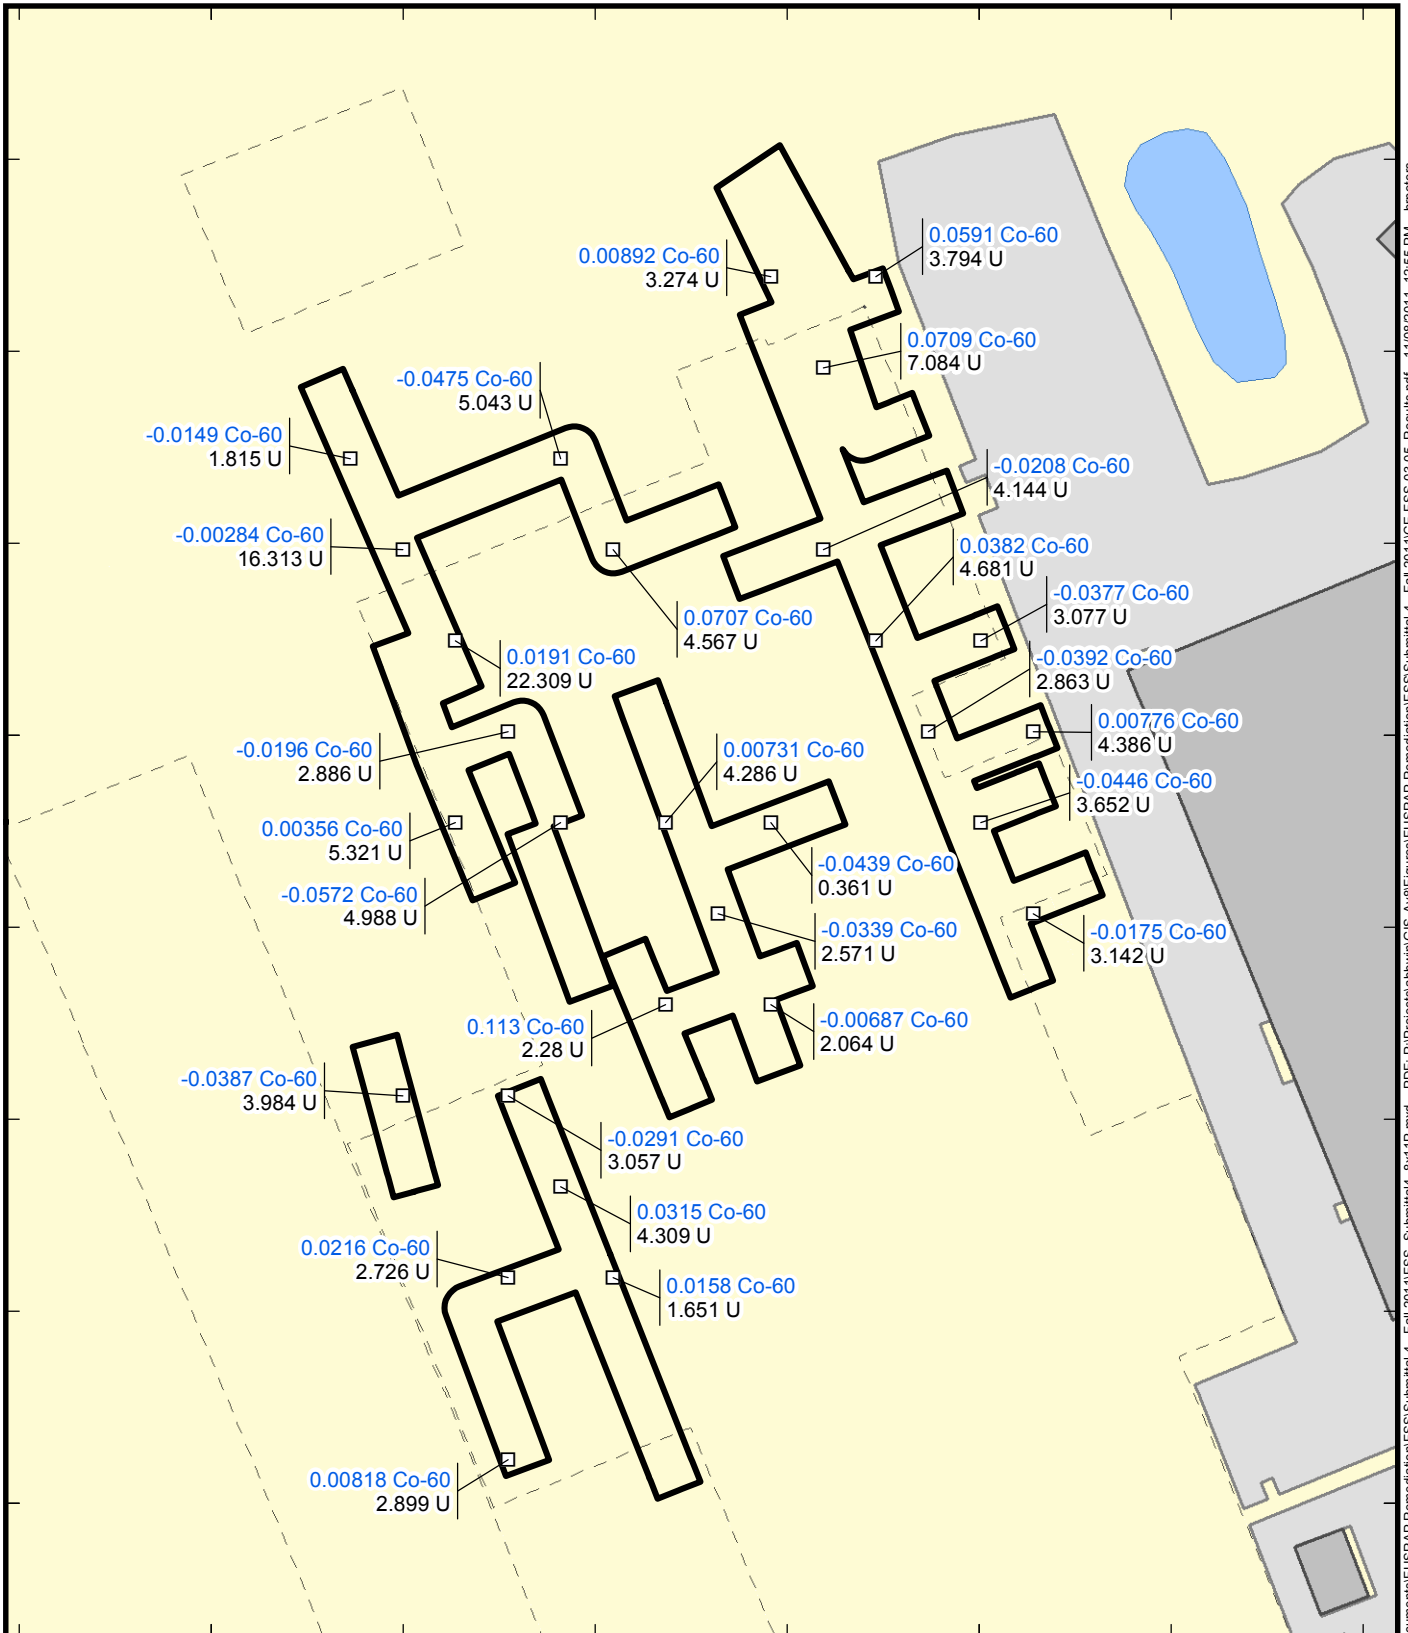 0.0591 Co-60
3.794 U
0.00892 Co-60
3.274 U
0.0709 Co-60
7.084 U
-0.0475 Co-60
5.043 U
-0.0149 Co-60
1.815 U
-0.0208 Co-60
4.144 U
-0.00284 Co-60
16.313 U
0.0382 Co-60
4.681 U
-0.0377 Co-60
3.077 U
0.0707 Co-60
4.567 U
0.0191 Co-60
22.309 U
-0.0392 Co-60
2.863 U
0.00776 Co-60
4.386 U
-0.0196 Co-60
2.886 U
0.00731 Co-60
4.286 U
-0.0446 Co-60
3.652 U
0.00356 Co-60
5.321 U
-0.0439 Co-60
0.361 U
-0.0572 Co-60
4.988 U
-0.0339 Co-60
2.571 U
-0.0175 Co-60
3.142 U
0.113 Co-60
2.28 U
-0.00687 Co-60
2.064 U
-0.0387 Co-60
3.984 U
-0.0291 Co-60
3.057 U
0.0315 Co-60
4.309 U
0.0216 Co-60
2.726 U
0.0158 Co-60
1.651 U
0.00818 Co-60
2.899 U